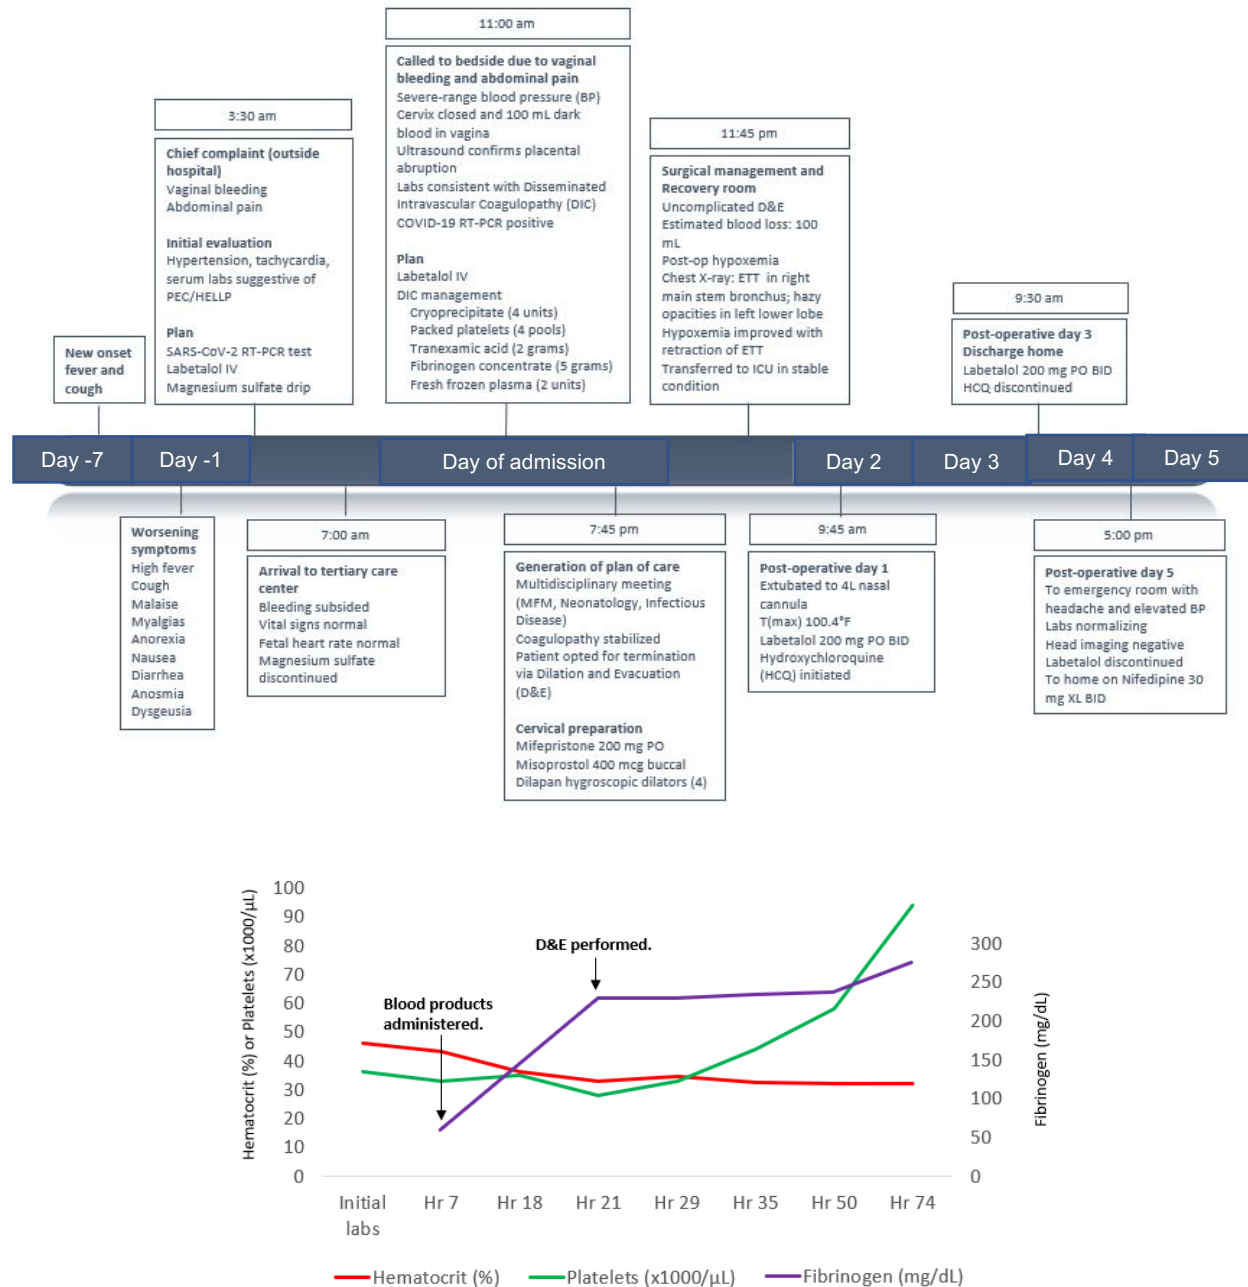 11:00 am
Called to bedside due to vaginal
bleeding and abdominal pain
Severe-range blood pressure (BP)
Cervix closed and 100 mL dark
blood in vagina
Ultrasound confirms placental
abruption
Labs consistent with Disseminated
Intravascular Coagulopathy (DIC)
COVID-19 RT-PCR positive
Plan
Labetalol IV
DIC management
Cryoprecipitate (4 units)
Packed platelets (4 pools)
Tranexamic acid (2 grams)
Fibrinogen concentrate (5 grams)
Fresh frozen plasma (2 units)
3:30 am
Chief complaint (outside
hospital)
Vaginal bleeding
Abdominal pain
Initial evaluation
Hypertension, tachycardia,
serum labs suggestive of
PEC/HELLP
Plan
SARS-CoV-2 RT-PCR test
Labetalol IV
Magnesium sulfate drip
11:45 pm
Surgical management and
Recovery room
Uncomplicated D&E
Estimated blood loss: 100
mL
Post-op hypoxemia
Chest X-ray: ETT in right
main stem bronchus; hazy
opacities in left lower lobe
Hypoxemia improved with
retraction of ETT
Transferred to ICU in stable
condition
9:30 am
Post-operative day 3
Discharge home
Labetalol 200 mg PO BID
HCQ discontinued
New onset
fever and
cough
Day -7
Day -1
Day of admission
Day 2
Day 3
Day 4
Day 5
Worsening
symptoms
High fever
Cough
Malaise
Myalgias
Anorexia
Nausea
Diarrhea
Anosmia
Dysgeusia
7:00 am
Arrival to tertiary care
center
Bleeding subsided
Vital signs normal
Fetal heart rate normal
Magnesium sulfate
discontinued
7:45 pm
Generation of plan of care
Multidisciplinary meeting
(MFM, Neonatology, Infectious
Disease)
Coagulopathy stabilized
Patient opted for termination
via Dilation and Evacuation
(D&E)
Cervical preparation
Mifepristone 200 mg PO
Misoprostol 400 mcg buccal
Dilapan hygroscopic dilators (4)
9:45 am
Post-operative day 1
Extubated to 4L nasal
cannula
T(max) 100.4°F
Labetalol 200 mg PO BID
Hydroxychloroquine
(HCQ) initiated
5:00 pm
Post-operative day 5
To emergency room with
headache and elevated BP
Labs normalizing
Head imaging negative
Labetalol discontinued
To home on Nifedipine 30
mg XL BID
Hematocrit (%) or Platelets (x1000/µL)
100
90
80
70
60
50
40
30
20
10
0
Blood products
administered.
D&E performed.
300
250
200
150
100
50
0
Fibrinogen (mg/dL)
Initial
labs
Hr 7
Hr 18
Hr 21
Hr 29
Hr 35
Hr 50
Hr 74
Hematocrit (%)
Platelets (x1000/µL)
Fibrinogen (mg/dL)